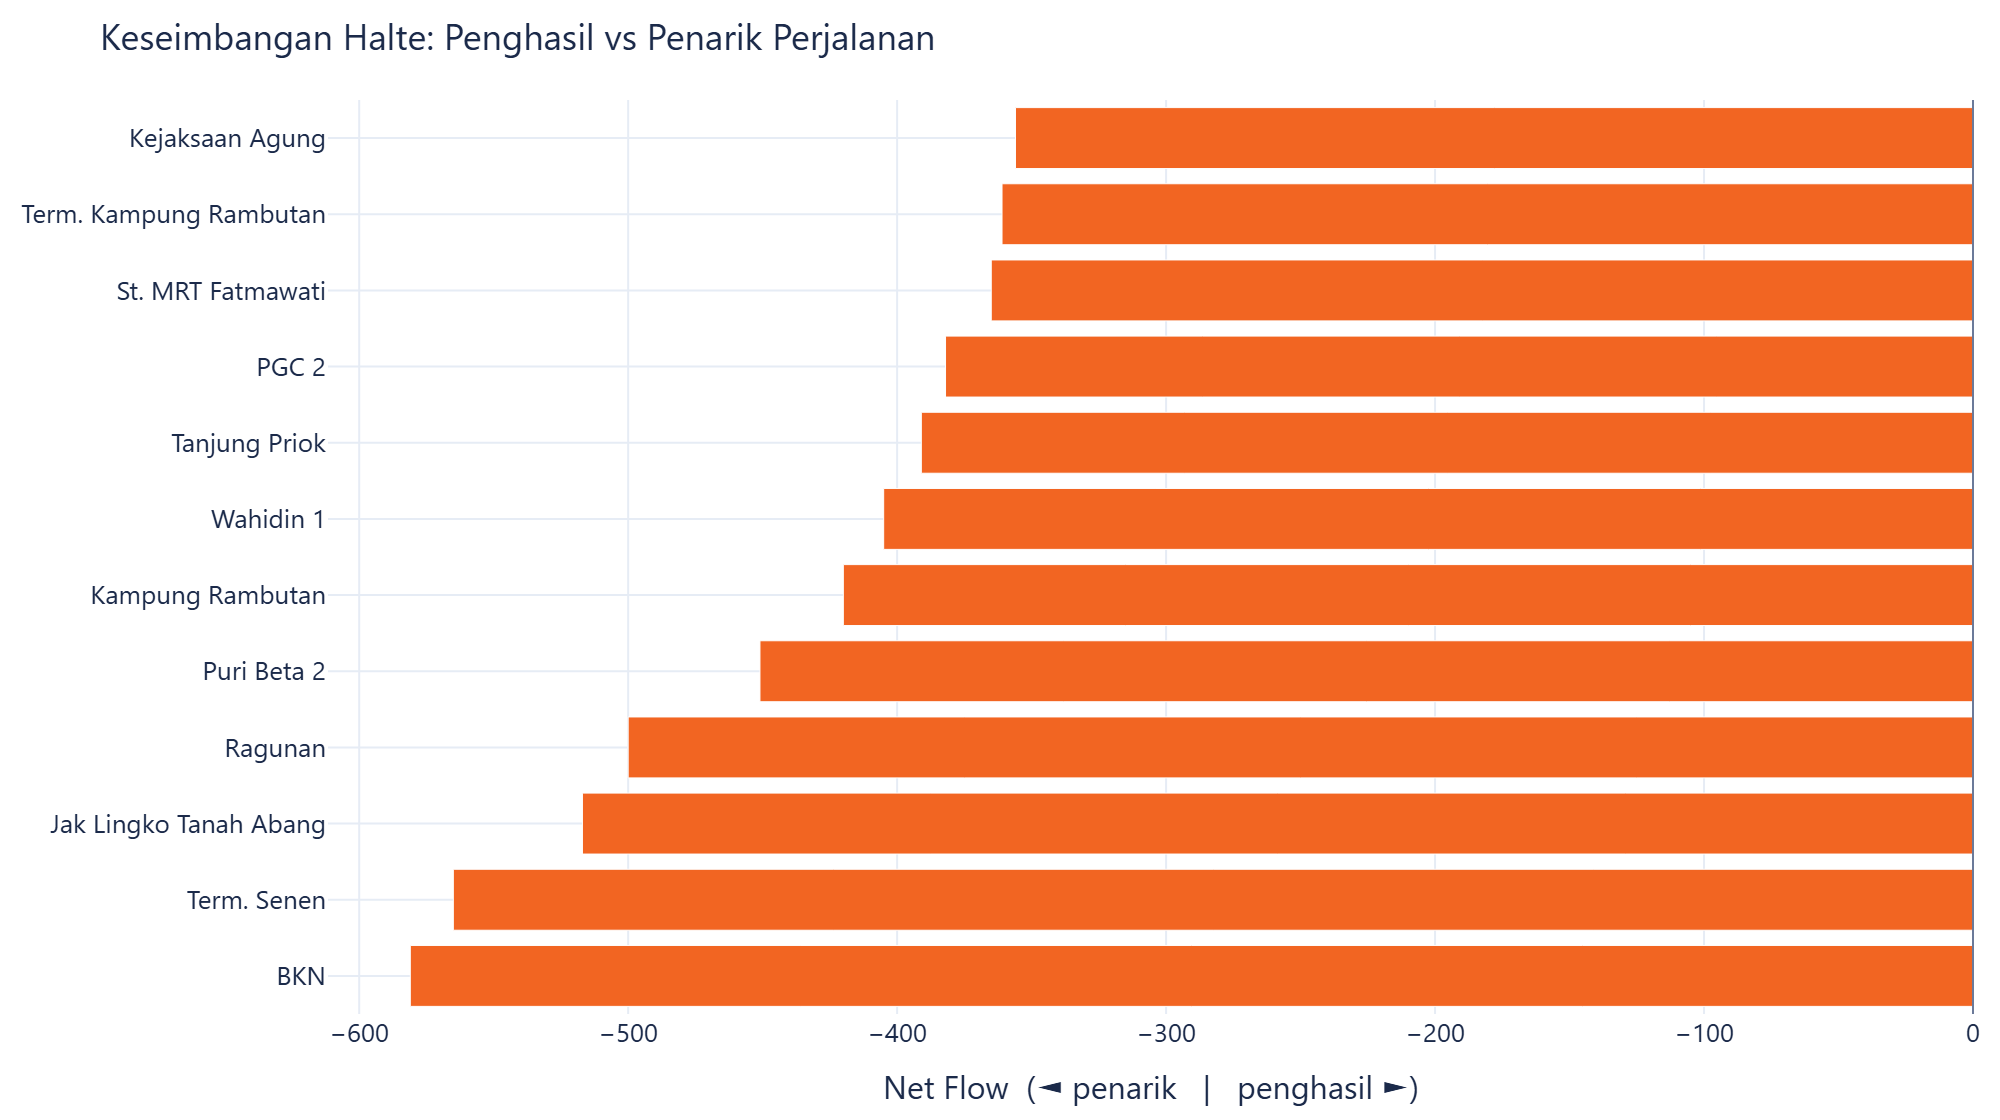 Keseimbangan Halte: Penghasil vs Penarik Perjalanan
Kejaksaan Agung
Term. Kampung Rambutan
St. MRT Fatmawati
PGC 2
Tanjung Priok
Wahidin 1
Kampung Rambutan
Puri Beta 2
Ragunan
Jak Lingko Tanah Abang
Term. Senen
BKN
−600 −500 −400 −300 −200 −100 0
Net Flow (◄ penarik | penghasil ►)